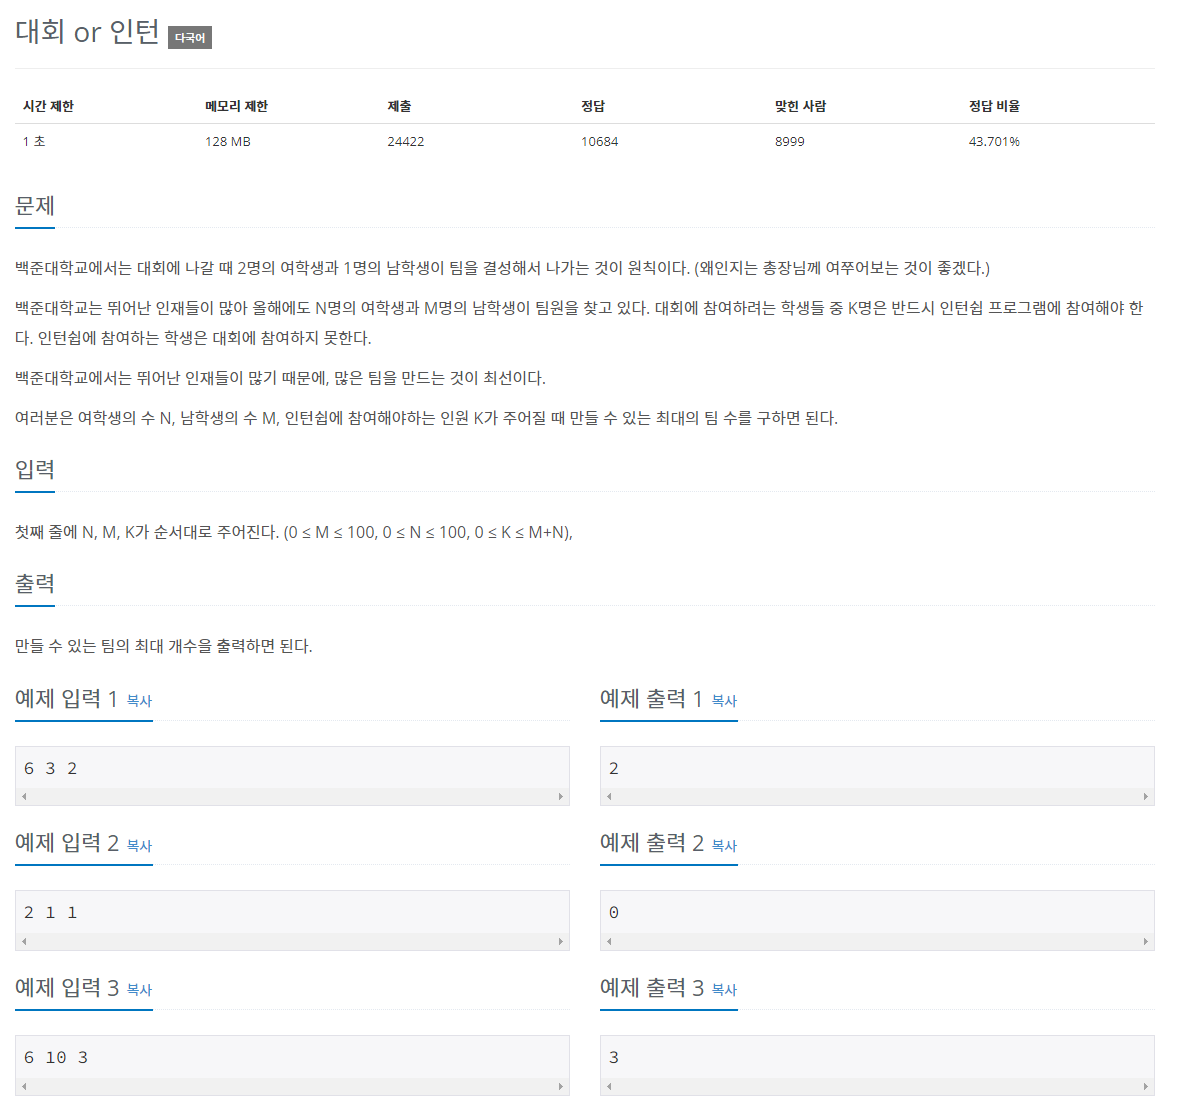 대회 or 인턴 다국어
시간 제한 메모리 제한 제출 정답 맞힌 사람 정답 비율
1 초 128 MB 24422 10684 8999 43.701%
문제
백준대학교에서는 대회에 나갈 때 2명의 여학생과 1명의 남학생이 팀을 결성해서 나가는 것이 원칙이다. (왜인지는 총장님께 여쭈어보는 것이 좋겠다.)
백준대학교는 뛰어난 인재들이 많아 올해에도 N명의 여학생과 M명의 남학생이 팀원을 찾고 있다. 대회에 참여하려는 학생들 중 K명은 반드시 인턴쉽 프로그램에 참여해야 한
다. 인턴쉽에 참여하는 학생은 대회에 참여하지 못한다.
백준대학교에서는 뛰어난 인재들이 많기 때문에, 많은 팀을 만드는 것이 최선이다.
여러분은 여학생의 수 N, 남학생의 수 M, 인턴쉽에 참여해야하는 인원 K가 주어질 때 만들 수 있는 최대의 팀 수를 구하면 된다.
입력
첫째 줄에 N, M, K가 순서대로 주어진다. (0 ≤ M ≤ 100, 0 ≤ N ≤ 100, 0 ≤ K ≤ M+N),
출력
만들 수 있는 팀의 최대 개수을 출력하면 된다.
예제 입력 1 복사 예제 출력 1 복사
6 3 2 2
예제 입력 2 복사 예제 출력 2 복사
2 1 1 0
예제 입력 3 복사 예제 출력 3 복사
6 10 3 3